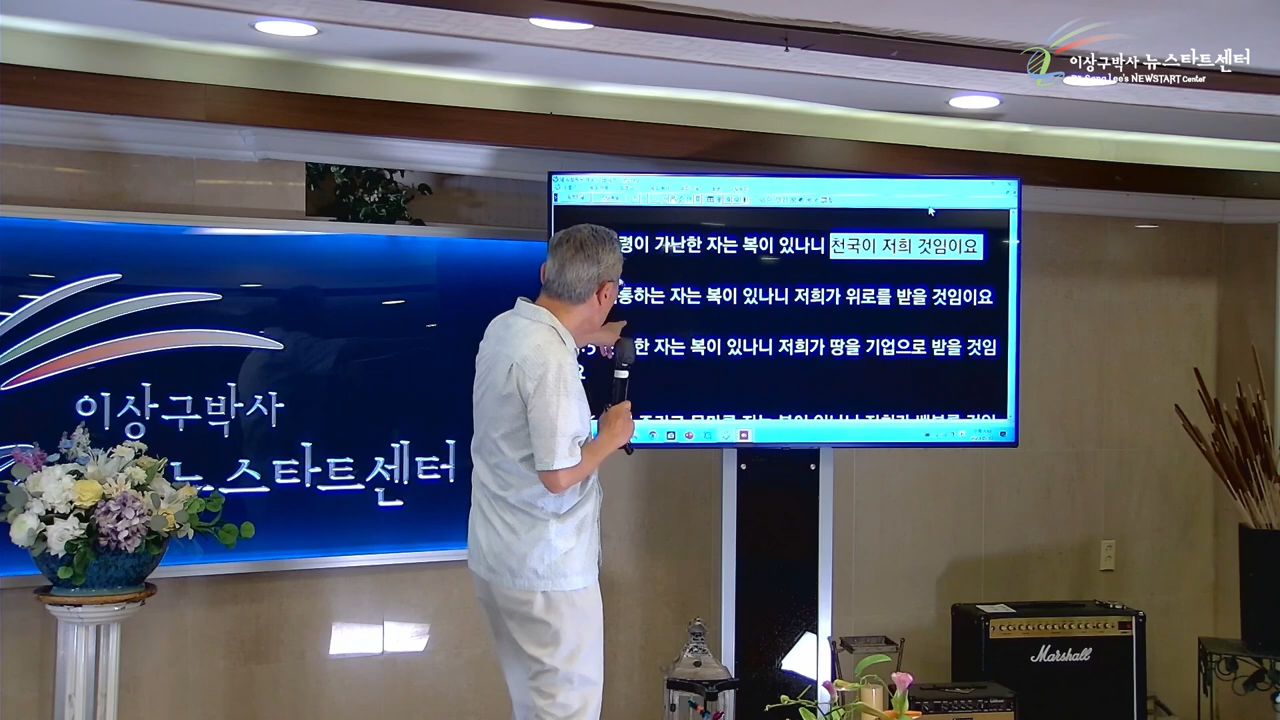 이상구박사 뉴스타트센터
Dr. Sang Lee's NEWSTART Center
령이 가난한 자는 복이 있나니 천국이 저희 것임이요
통하는 자는 복이 있나니 저희가 위로를 받을 것임이요
한 자는 복이 있나니 저희가 땅을 기업으로 받을 것임
요
이상구박사
뉴스타트센터
Marshall